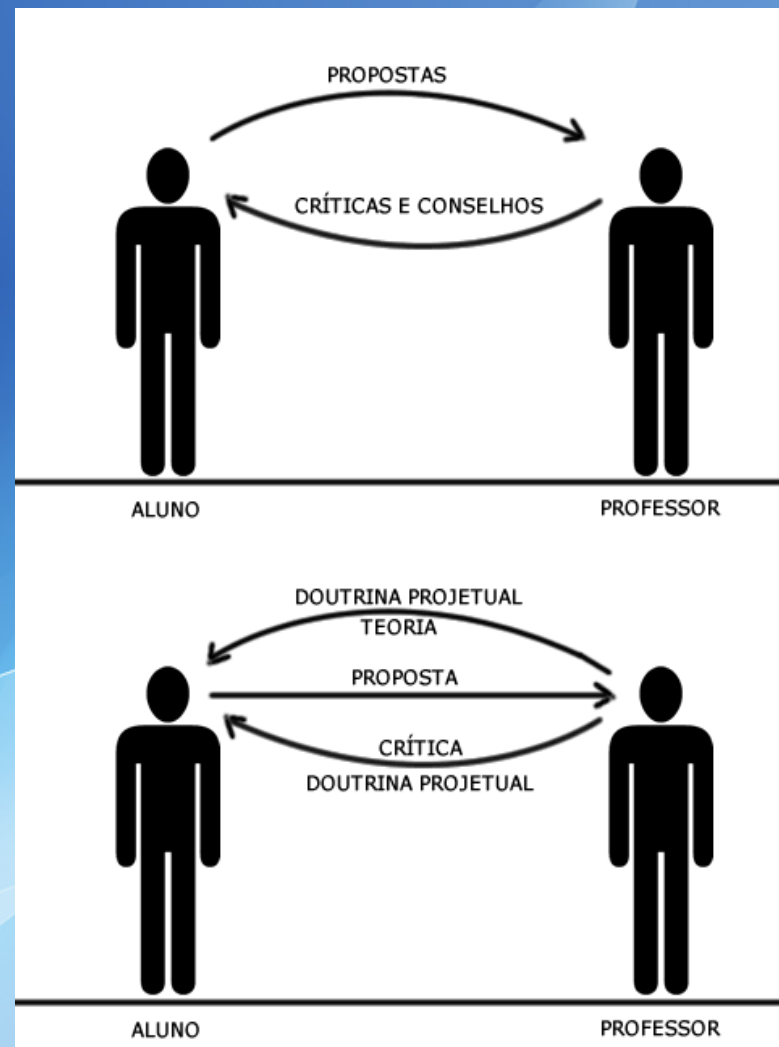 PROPOSTAS
CRÍTICAS E CONSELHOS
ALUNO
PROFESSOR
DOUTRINA PROJETUAL
TEORIA
PROPOSTA
CRÍTICA
DOUTRINA PROJETUAL
ALUNO
PROFESSOR